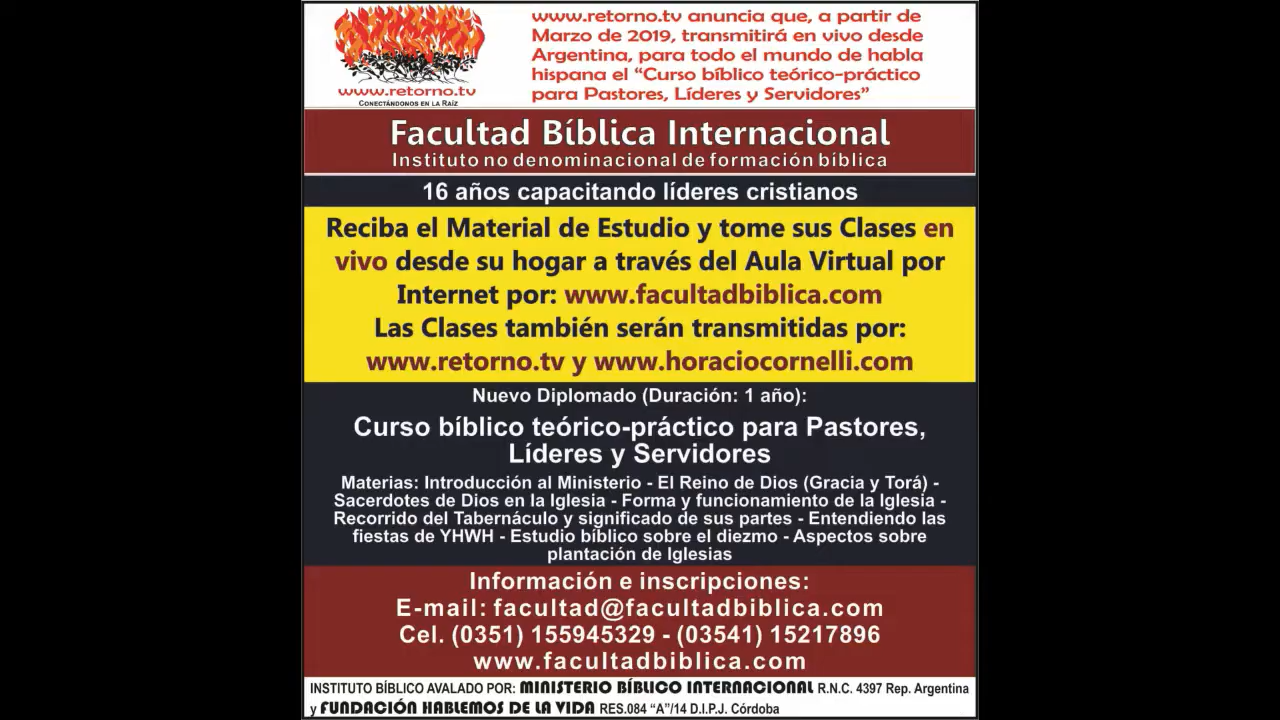 www.retorno.tv
CONECTÁNDONOS EN LA RAÍZ
www.retorno.tv anuncia que, a partir de
Marzo de 2019, transmitirá en vivo desde
Argentina, para todo el mundo de habla
hispana el “Curso bíblico teórico-práctico
para Pastores, Líderes y Servidores”
Facultad Bíblica Internacional
Instituto no denominacional de formación bíblica
16 años capacitando líderes cristianos
Reciba el Material de Estudio y tome sus Clases en
vivo desde su hogar a través del Aula Virtual por
Internet por: www.facultadbiblica.com
Las Clases también serán transmitidas por:
www.retorno.tv y www.horaciocornelli.com
Nuevo Diplomado (Duración: 1 año):
Curso bíblico teórico-práctico para Pastores,
Líderes y Servidores
Materias: Introducción al Ministerio - El Reino de Dios (Gracia y Torá) -
Sacerdotes de Dios en la Iglesia - Forma y funcionamiento de la Iglesia -
Recorrido del Tabernáculo y significado de sus partes - Entendiendo las
fiestas de YHWH - Estudio bíblico sobre el diezmo - Aspectos sobre
plantación de Iglesias
Información e inscripciones:
E-mail: facultad@facultadbiblica.com
Cel. (0351) 155945329 - (03541) 15217896
www.facultadbiblica.com
INSTITUTO BÍBLICO AVALADO POR: MINISTERIO BÍBLICO INTERNACIONAL R.N.C. 4397 Rep. Argentina
y FUNDACIÓN HABLEMOS DE LA VIDA RES.084 “A”/14 D.I.P.J. Córdoba